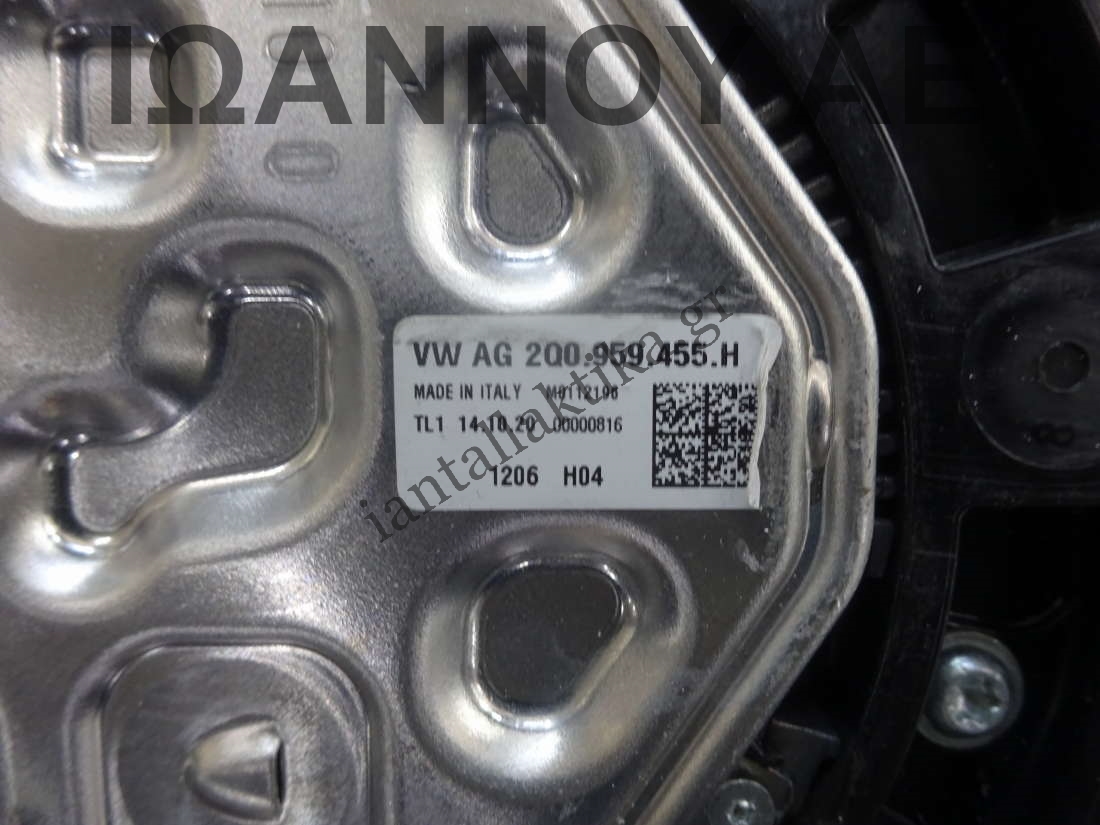 ΙΩΑΝΝΟΥ ΑΕ
VW AG 2Q0.959.455.H
MADE IN ITALY
TL1 14.10.20 00000816
1206 H04
iantallaktika.gr
8